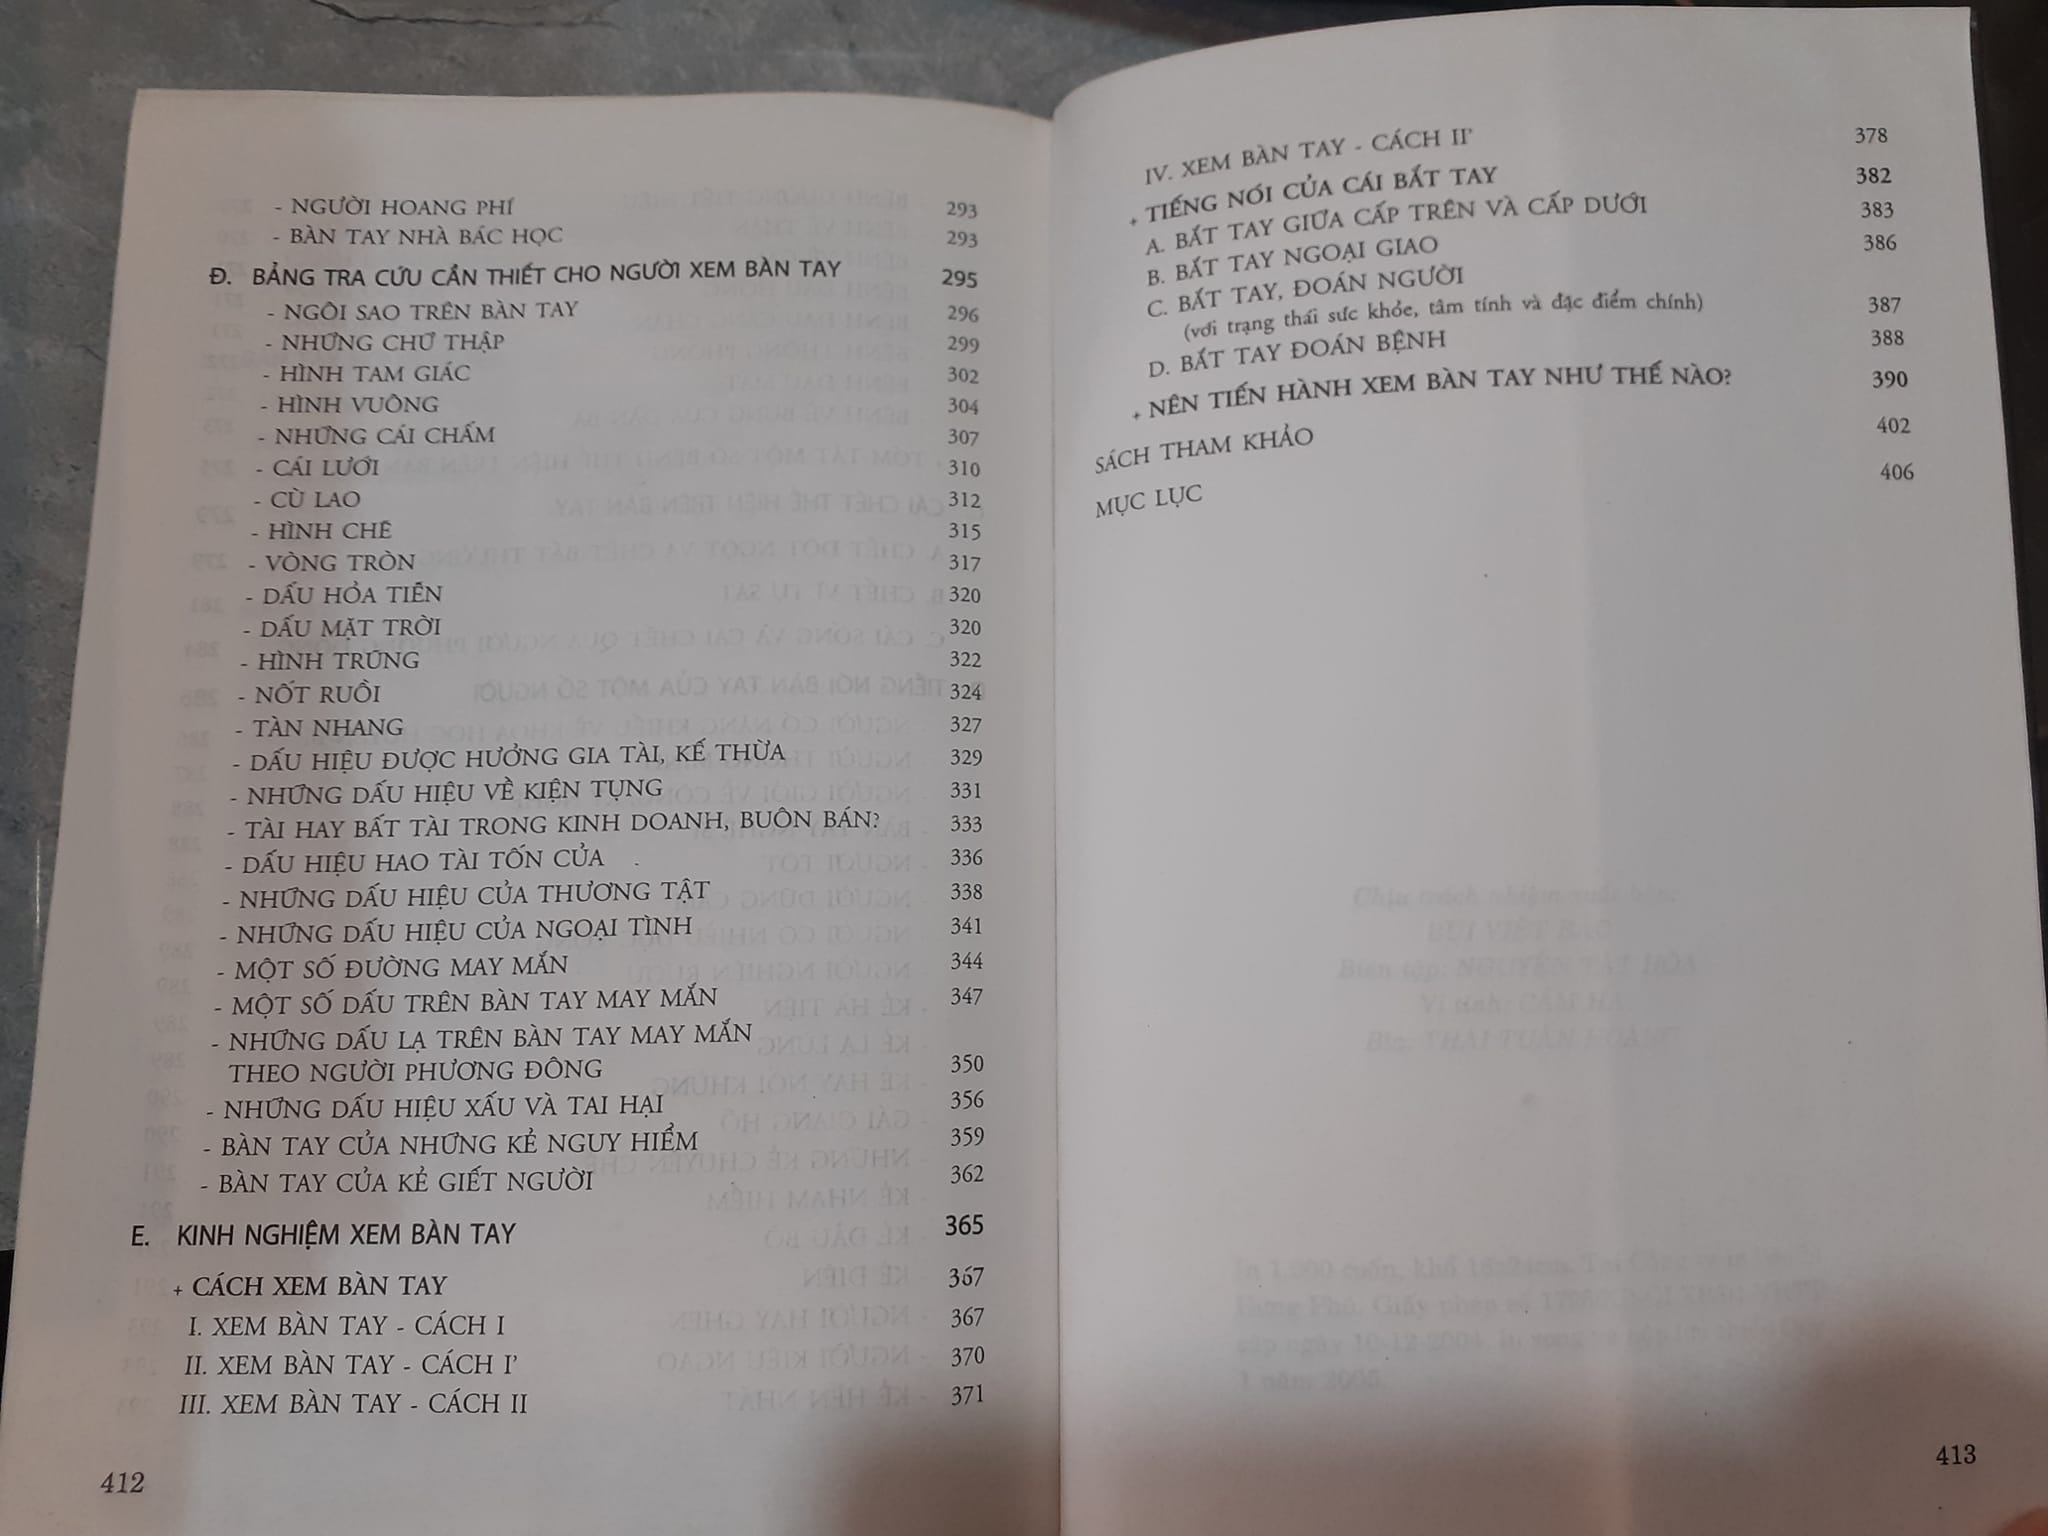 - NGƯỜI HOANG PHÍ 293
- BÀN TAY NHÀ BÁC HỌC 293
Đ. BẢNG TRA CỨU CẦN THIẾT CHO NGƯỜI XEM BÀN TAY 295
- NGÔI SAO TRÊN BÀN TAY 296
- NHỮNG CHỮ THẬP 299
- HÌNH TAM GIÁC 302
- HÌNH VUÔNG 304
- NHỮNG CÁI CHẤM 307
- CÁI LƯỚI 310
- CÙ LAO 312
- HÌNH CHẼ 315
- VÒNG TRÒN 317
- DẤU HỎA TIỄN 320
- DẤU MẶT TRỜI 320
- HÌNH TRỨNG 322
- NỐT RUỒI 324
- TÀN NHANG 327
- DẤU HIỆU ĐƯỢC HƯỞNG GIA TÀI, KẾ THỪA 329
- NHỮNG DẤU HIỆU VỀ KIỆN TỤNG 331
- TÀI HAY BẤT TÀI TRONG KINH DOANH, BUÔN BÁN? 333
- DẤU HIỆU HAO TÀI TỐN CỦA 336
- NHỮNG DẤU HIỆU CỦA THƯƠNG TẬT 338
- NHỮNG DẤU HIỆU CỦA NGOẠI TÌNH 341
- MỘT SỐ ĐƯỜNG MAY MẮN 344
- MỘT SỐ DẤU TRÊN BÀN TAY MAY MẮN 347
- NHỮNG DẤU LẠ TRÊN BÀN TAY MAY MẮN
THEO NGƯỜI PHƯƠNG ĐÔNG 350
- NHỮNG DẤU HIỆU XẤU VÀ TAI HẠI 356
- BÀN TAY CỦA NHỮNG KẺ NGUY HIỂM 359
- BÀN TAY CỦA KẺ GIẾT NGƯỜI 362
E. KINH NGHIỆM XEM BÀN TAY 365
+ CÁCH XEM BÀN TAY 367
I. XEM BÀN TAY - CÁCH I 367
II. XEM BÀN TAY - CÁCH I' 370
III. XEM BÀN TAY - CÁCH II 371
412
IV. XEM BÀN TAY - CÁCH II' 378
+ TIẾNG NÓI CỦA CÁI BẮT TAY 382
A. BẮT TAY GIỮA CẤP TRÊN VÀ CẤP DƯỚI 383
B. BẮT TAY NGOẠI GIAO 386
C. BẮT TAY, ĐOÁN NGƯỜI
(với trạng thái sức khỏe, tâm tính và đặc điểm chính) 387
D. BẮT TAY ĐOÁN BỆNH 388
+ NÊN TIẾN HÀNH XEM BÀN TAY NHƯ THẾ NÀO? 390
SÁCH THAM KHẢO 402
MỤC LỤC 406
413